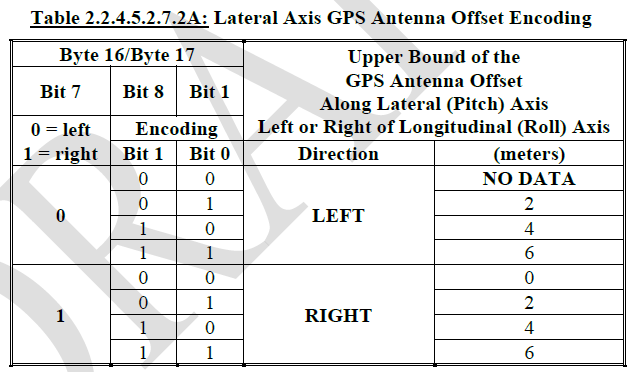 Table 2.2.4.5.2.7.2A: Lateral Axis GPS Antenna Offset Encoding
Byte 16/Byte 17
Upper Bound of the
GPS Antenna Offset
Along Lateral (Pitch) Axis
Left or Right of Longitudinal (Roll) Axis
Bit 7 Bit 8 Bit 1
0 = left Encoding
1 = right Bit 1 Bit 0 Direction (meters)
0 0 NO DATA
0 1 2
0 LEFT
1 0 4
1 1 6
0 0 0
0 1 2
1 RIGHT
1 0 4
1 1 6